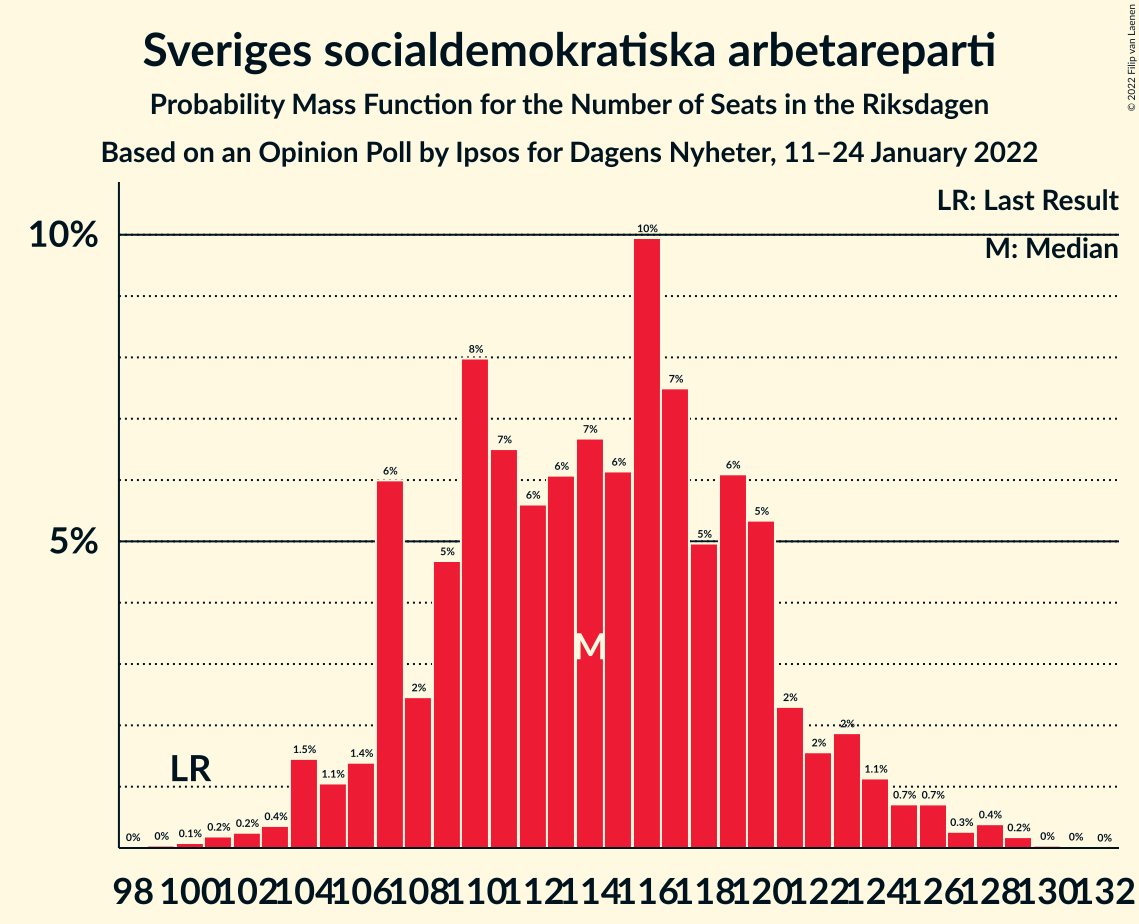 Sveriges socialdemokratiska arbetareparti
Probability Mass Function for the Number of Seats in the Riksdagen
Based on an Opinion Poll by Ipsos for Dagens Nyheter, 11–24 January 2022
© 2022 Filip van Laenen
LR: Last Result
M: Median
10%
5%
0% 0% 0.1% 0.2% 0.2% 0.4% 1.5% 1.1% 1.4% 6% 2% 5% 8% 7% 6% 6% 7% 6% 10% 7% 5% 6% 5% 2% 2% 2% 1.1% 0.7% 0.7% 0.3% 0.4% 0.2% 0% 0% 0%
M
LR
98 100 102 104 106 108 110 112 114 116 118 120 122 124 126 128 130 132